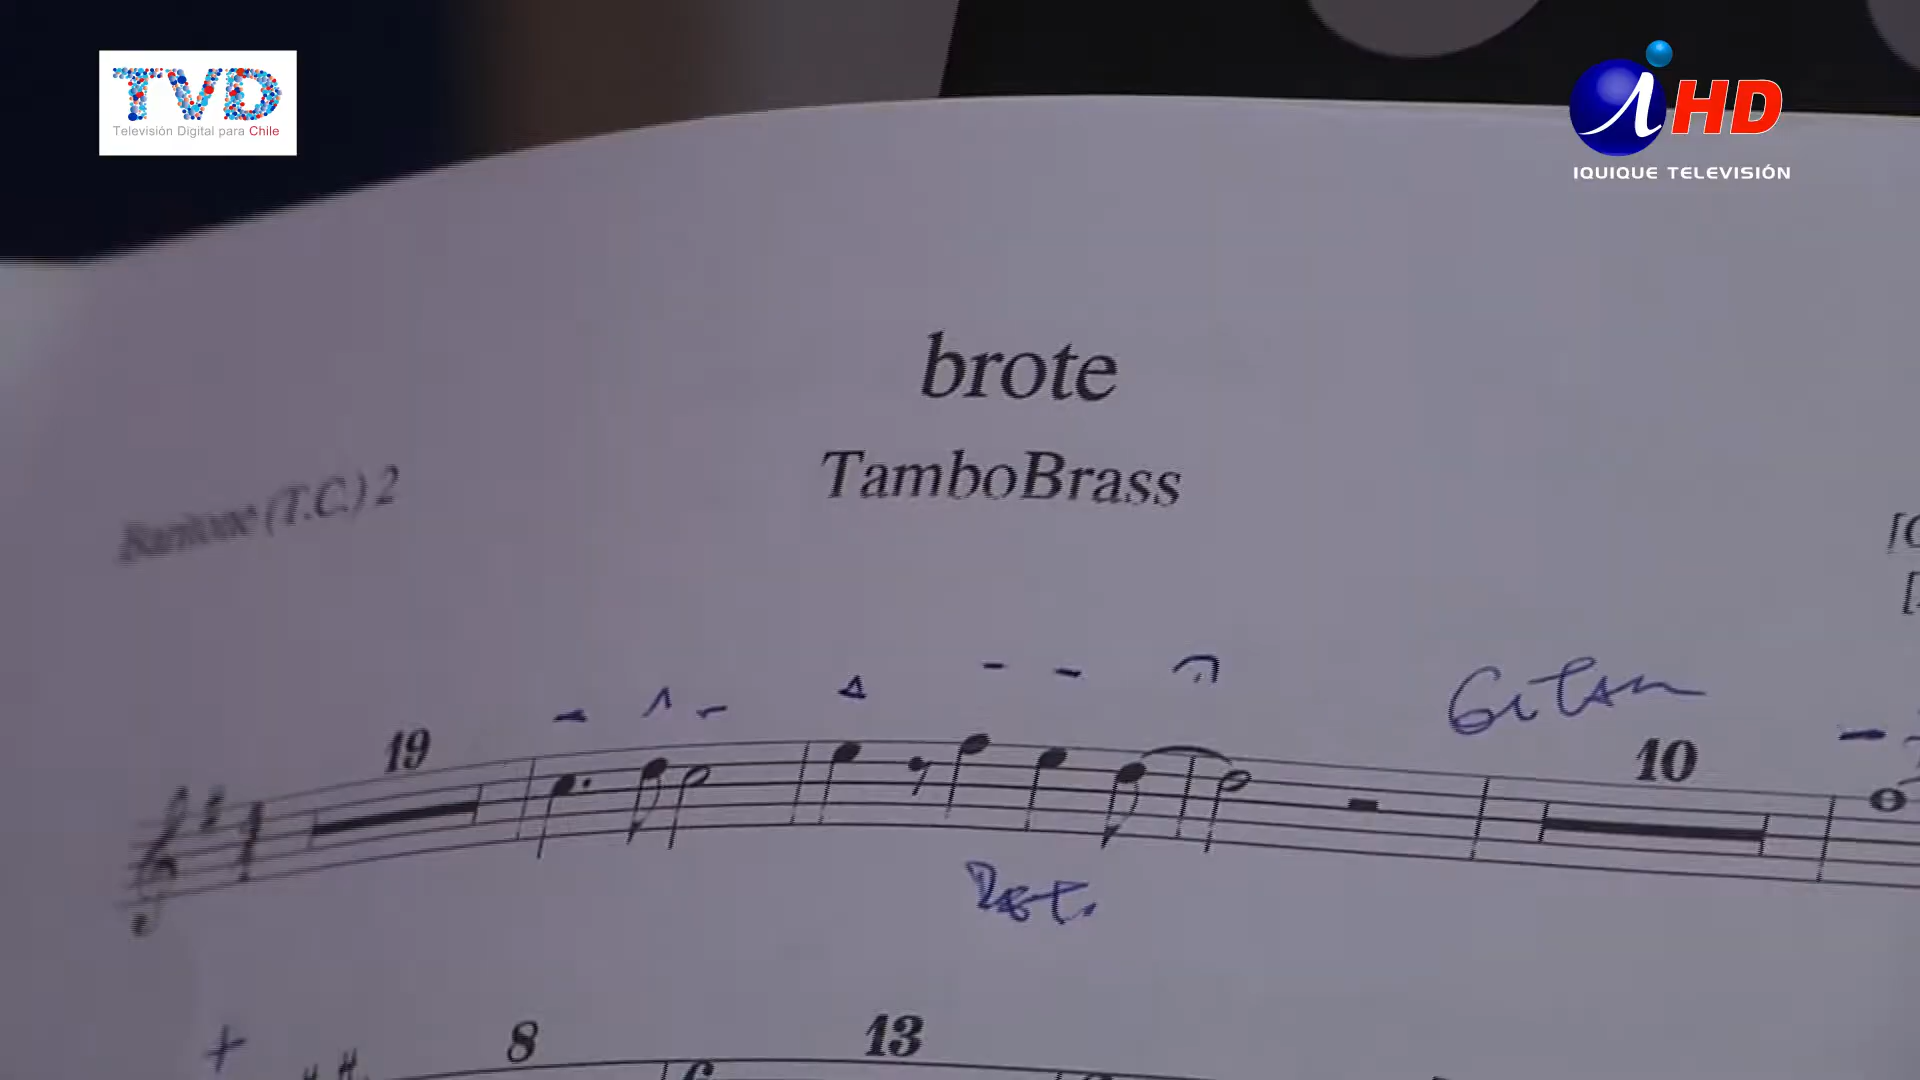 TVD
Televisión Digital para Chile
HD
IQUIQUE TELEVISIÓN
brote
TamboBrass
Baritone (T.C.) 2
19
10
8
13